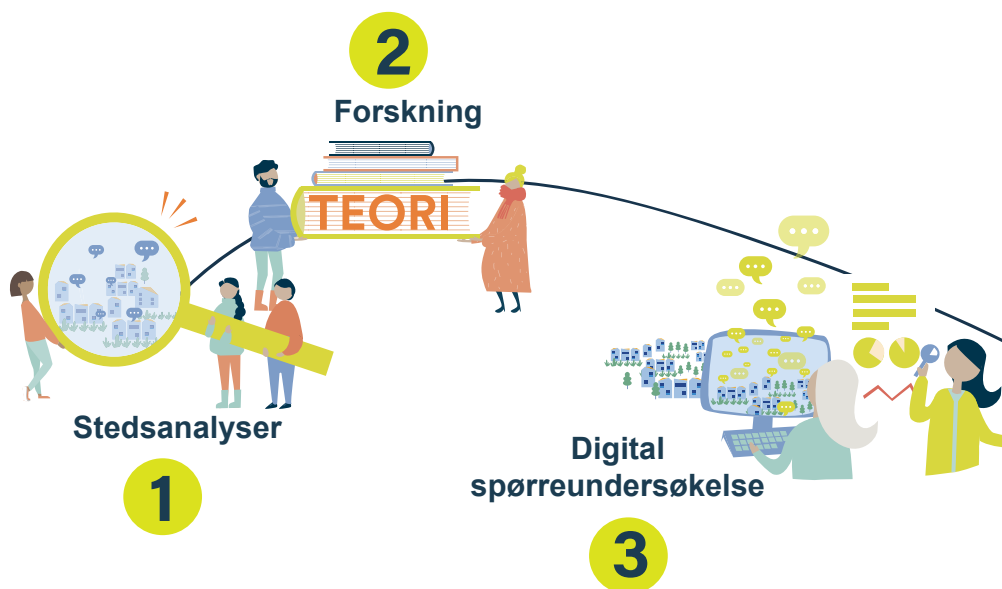 2
Forskning
TEORI
Stedsanalyser
1
Digital
spørreundersøkelse
3